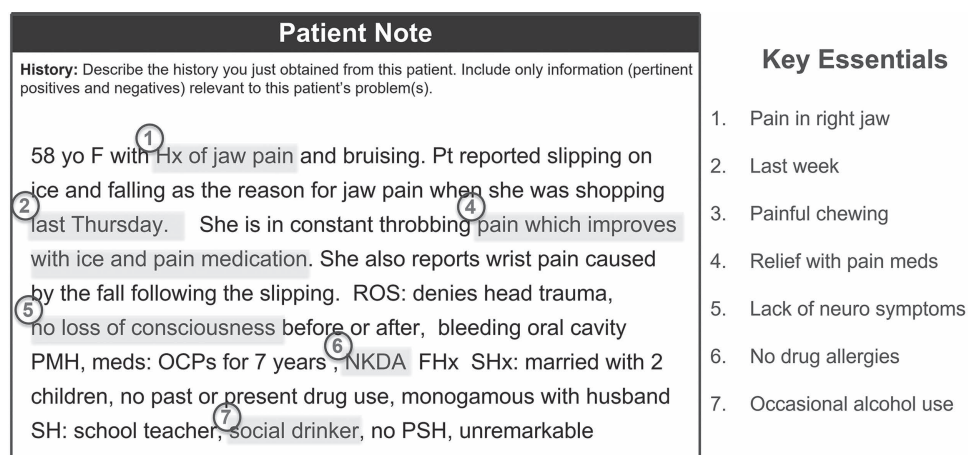 Patient Note
History: Describe the history you just obtained from this patient. Include only information (pertinent
positives and negatives) relevant to this patient's problem(s).
1
58 yo F with Hx of jaw pain and bruising. Pt reported slipping on
ice and falling as the reason for jaw pain when she was shopping
2 4
last Thursday. She is in constant throbbing pain which improves
with ice and pain medication. She also reports wrist pain caused
by the fall following the slipping. ROS: denies head trauma,
5
no loss of consciousness before or after, bleeding oral cavity
6
PMH, meds: OCPs for 7 years , NKDA FHx SHx: married with 2
children, no past or present drug use, monogamous with husband
7
SH: school teacher, social drinker, no PSH, unremarkable
Key Essentials
1. Pain in right jaw
2. Last week
3. Painful chewing
4. Relief with pain meds
5. Lack of neuro symptoms
6. No drug allergies
7. Occasional alcohol use